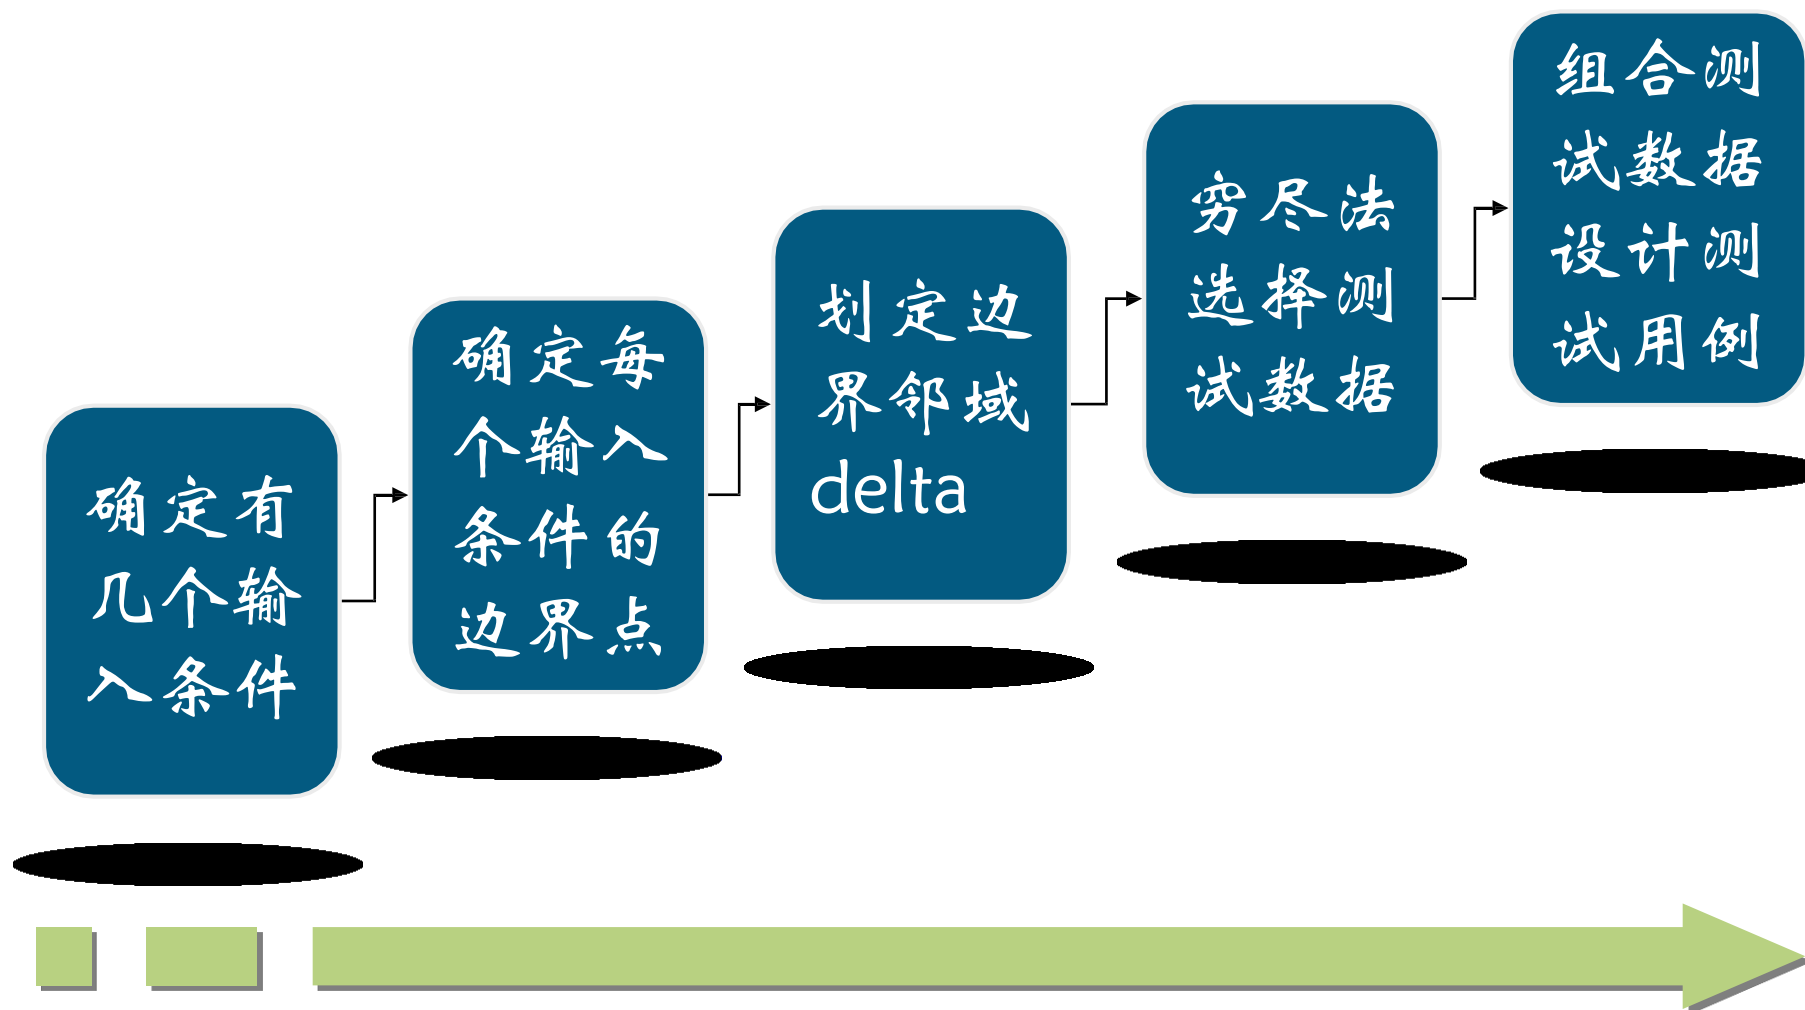 确定有
几个输
入条件
确定每
个输入
条件的
边界点
划定边
界邻域
delta
穷尽法
选择测
试数据
组合测
试数据
设计测
试用例